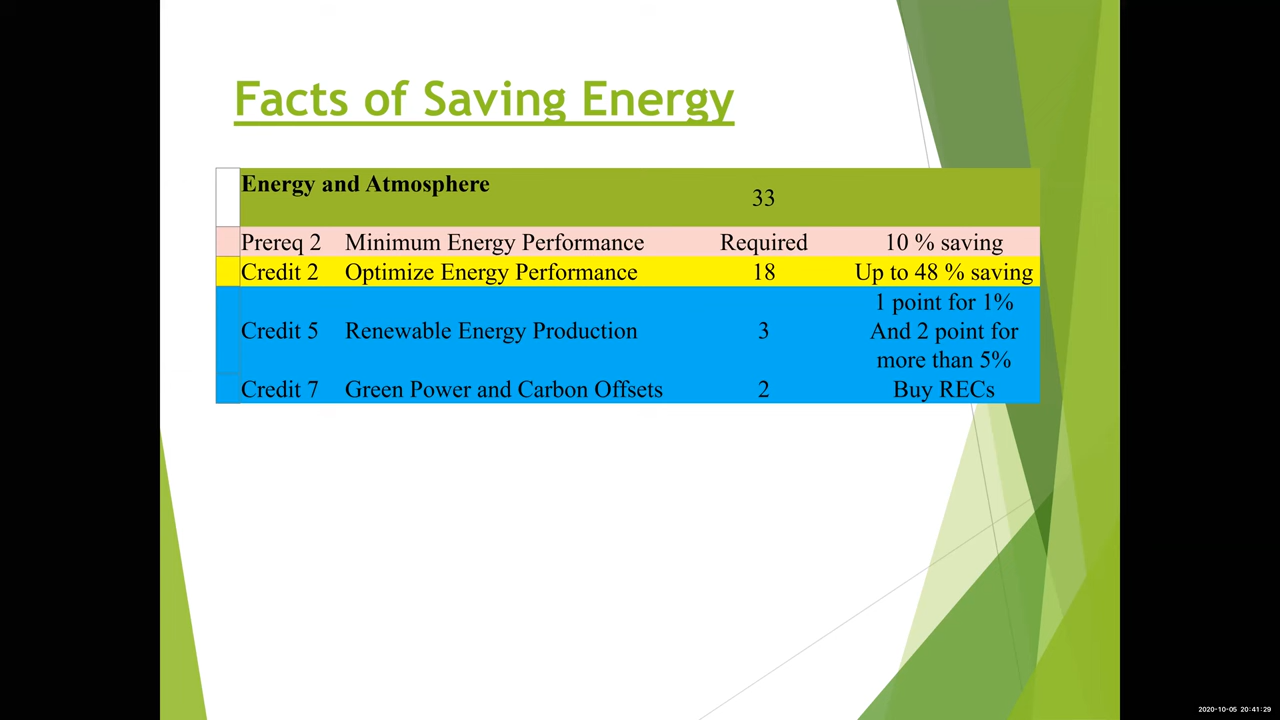 Facts of Saving Energy
Energy and Atmosphere 33
Prereq 2 Minimum Energy Performance Required 10 % saving
Credit 2 Optimize Energy Performance 18 Up to 48 % saving
Credit 5 Renewable Energy Production 3 1 point for 1%
And 2 point for
more than 5%
Credit 7 Green Power and Carbon Offsets 2 Buy RECs
2020-10-05 20:41:29